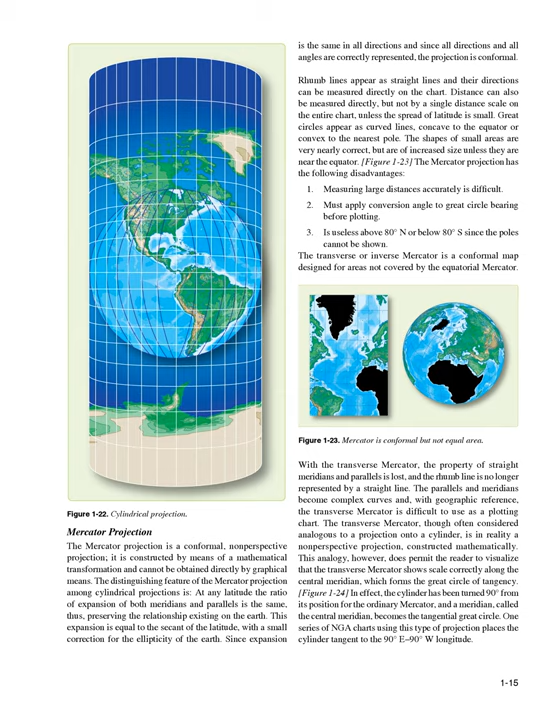 Figure 1-22. Cylindrical projection.
Mercator Projection
The Mercator projection is a conformal, nonperspective
projection; it is constructed by means of a mathematical
transformation and cannot be obtained directly by graphical
means. The distinguishing feature of the Mercator projection
among cylindrical projections is: At any latitude the ratio
of expansion of both meridians and parallels is the same,
thus, preserving the relationship existing on the earth. This
expansion is equal to the secant of the latitude, with a small
correction for the ellipticity of the earth. Since expansion
is the same in all directions and since all directions and all
angles are correctly represented, the projection is conformal.
Rhumb lines appear as straight lines and their directions
can be measured directly on the chart. Distance can also
be measured directly, but not by a single distance scale on
the entire chart, unless the spread of latitude is small. Great
circles appear as curved lines, concave to the equator or
convex to the nearest pole. The shapes of small areas are
very nearly correct, but are of increased size unless they are
near the equator. [Figure 1-23] The Mercator projection has
the following disadvantages:
1. Measuring large distances accurately is difficult.
2. Must apply conversion angle to great circle bearing
before plotting.
3. Is useless above 80° N or below 80° S since the poles
cannot be shown.
The transverse or inverse Mercator is a conformal map
designed for areas not covered by the equatorial Mercator.
Figure 1-23. Mercator is conformal but not equal area.
With the transverse Mercator, the property of straight
meridians and parallels is lost, and the rhumb line is no longer
represented by a straight line. The parallels and meridians
become complex curves and, with geographic reference,
the transverse Mercator is difficult to use as a plotting
chart. The transverse Mercator, though often considered
analogous to a projection onto a cylinder, is in reality a
nonperspective projection, constructed mathematically.
This analogy, however, does permit the reader to visualize
that the transverse Mercator shows scale correctly along the
central meridian, which forms the great circle of tangency.
[Figure 1-24] In effect, the cylinder has been turned 90° from
its position for the ordinary Mercator, and a meridian, called
the central meridian, becomes the tangential great circle. One
series of NGA charts using this type of projection places the
cylinder tangent to the 90° E–90° W longitude.
1-15